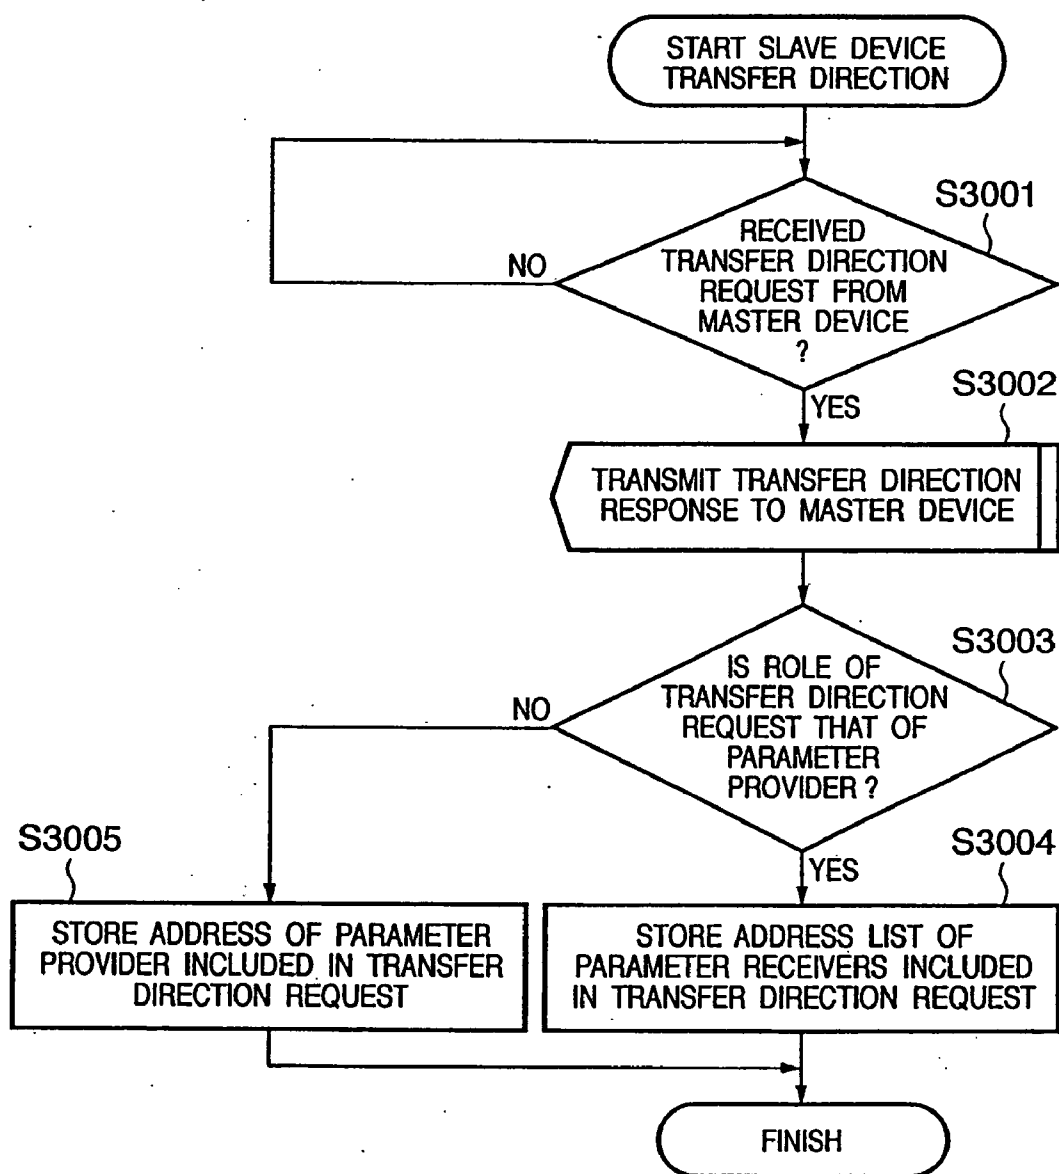 START SLAVE DEVICE
TRANSFER DIRECTION
S3001
RECEIVED
TRANSFER DIRECTION
REQUEST FROM
MASTER DEVICE
?
NO
YES
S3002
TRANSMIT TRANSFER DIRECTION
RESPONSE TO MASTER DEVICE
S3003
IS ROLE OF
TRANSFER DIRECTION
REQUEST THAT OF
PARAMETER
PROVIDER ?
NO
YES
S3005
STORE ADDRESS OF PARAMETER
PROVIDER INCLUDED IN TRANSFER
DIRECTION REQUEST
S3004
STORE ADDRESS LIST OF
PARAMETER RECEIVERS INCLUDED
IN TRANSFER DIRECTION REQUEST
FINISH